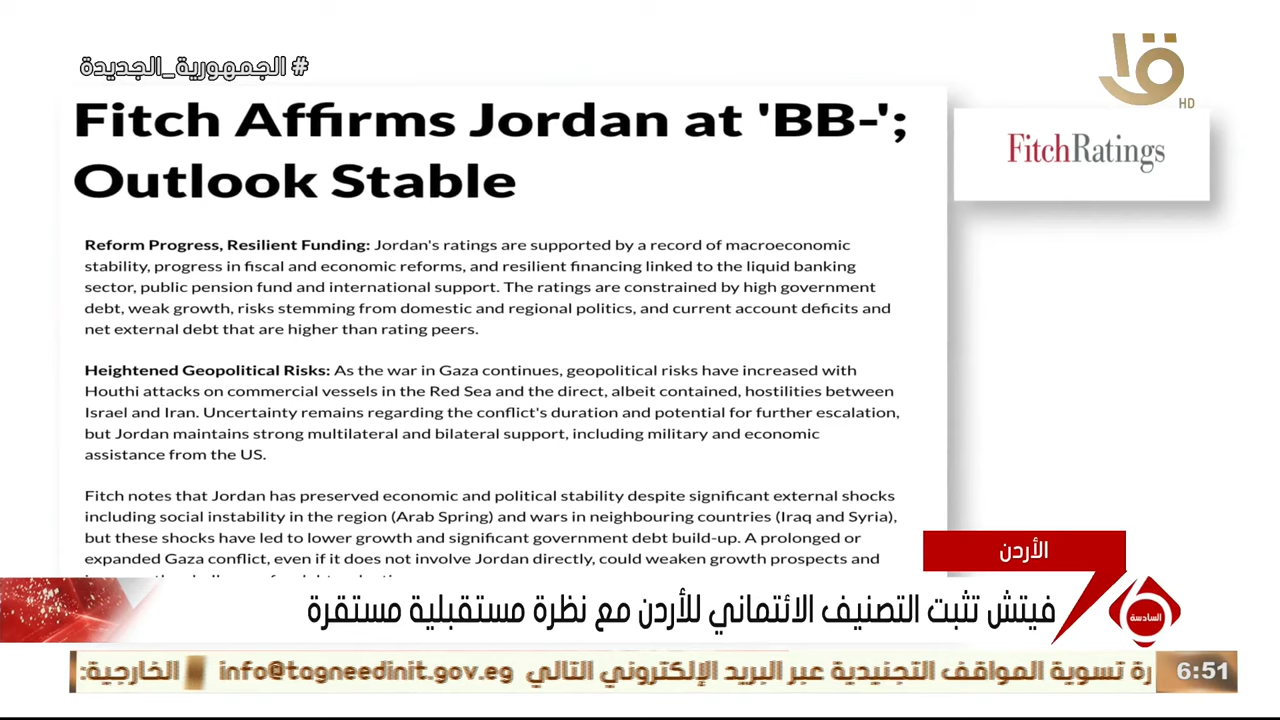 # الجمهورية_الجديدة
HD
Fitch Affirms Jordan at 'BB-';
Outlook Stable
FitchRatings
Reform Progress, Resilient Funding: Jordan's ratings are supported by a record of macroeconomic
stability, progress in fiscal and economic reforms, and resilient financing linked to the liquid banking
sector, public pension fund and international support. The ratings are constrained by high government
debt, weak growth, risks stemming from domestic and regional politics, and current account deficits and
net external debt that are higher than rating peers.
Heightened Geopolitical Risks: As the war in Gaza continues, geopolitical risks have increased with
Houthi attacks on commercial vessels in the Red Sea and the direct, albeit contained, hostilities between
Israel and Iran. Uncertainty remains regarding the conflict's duration and potential for further escalation,
but Jordan maintains strong multilateral and bilateral support, including military and economic
assistance from the US.
Fitch notes that Jordan has preserved economic and political stability despite significant external shocks
including social instability in the region (Arab Spring) and wars in neighbouring countries (Iraq and Syria),
but these shocks have led to lower growth and significant government debt build-up. A prolonged or
expanded Gaza conflict, even if it does not involve Jordan directly, could weaken growth prospects and
الأردن
فيتش تثبت التصنيف الائتماني للأردن مع نظرة مستقبلية مستقرة
السادسة
رة تسوية المواقف التجنيدية عبر البريد الإلكتروني التالي info@tagneedinit.gov.eg الخارجية:
6:51